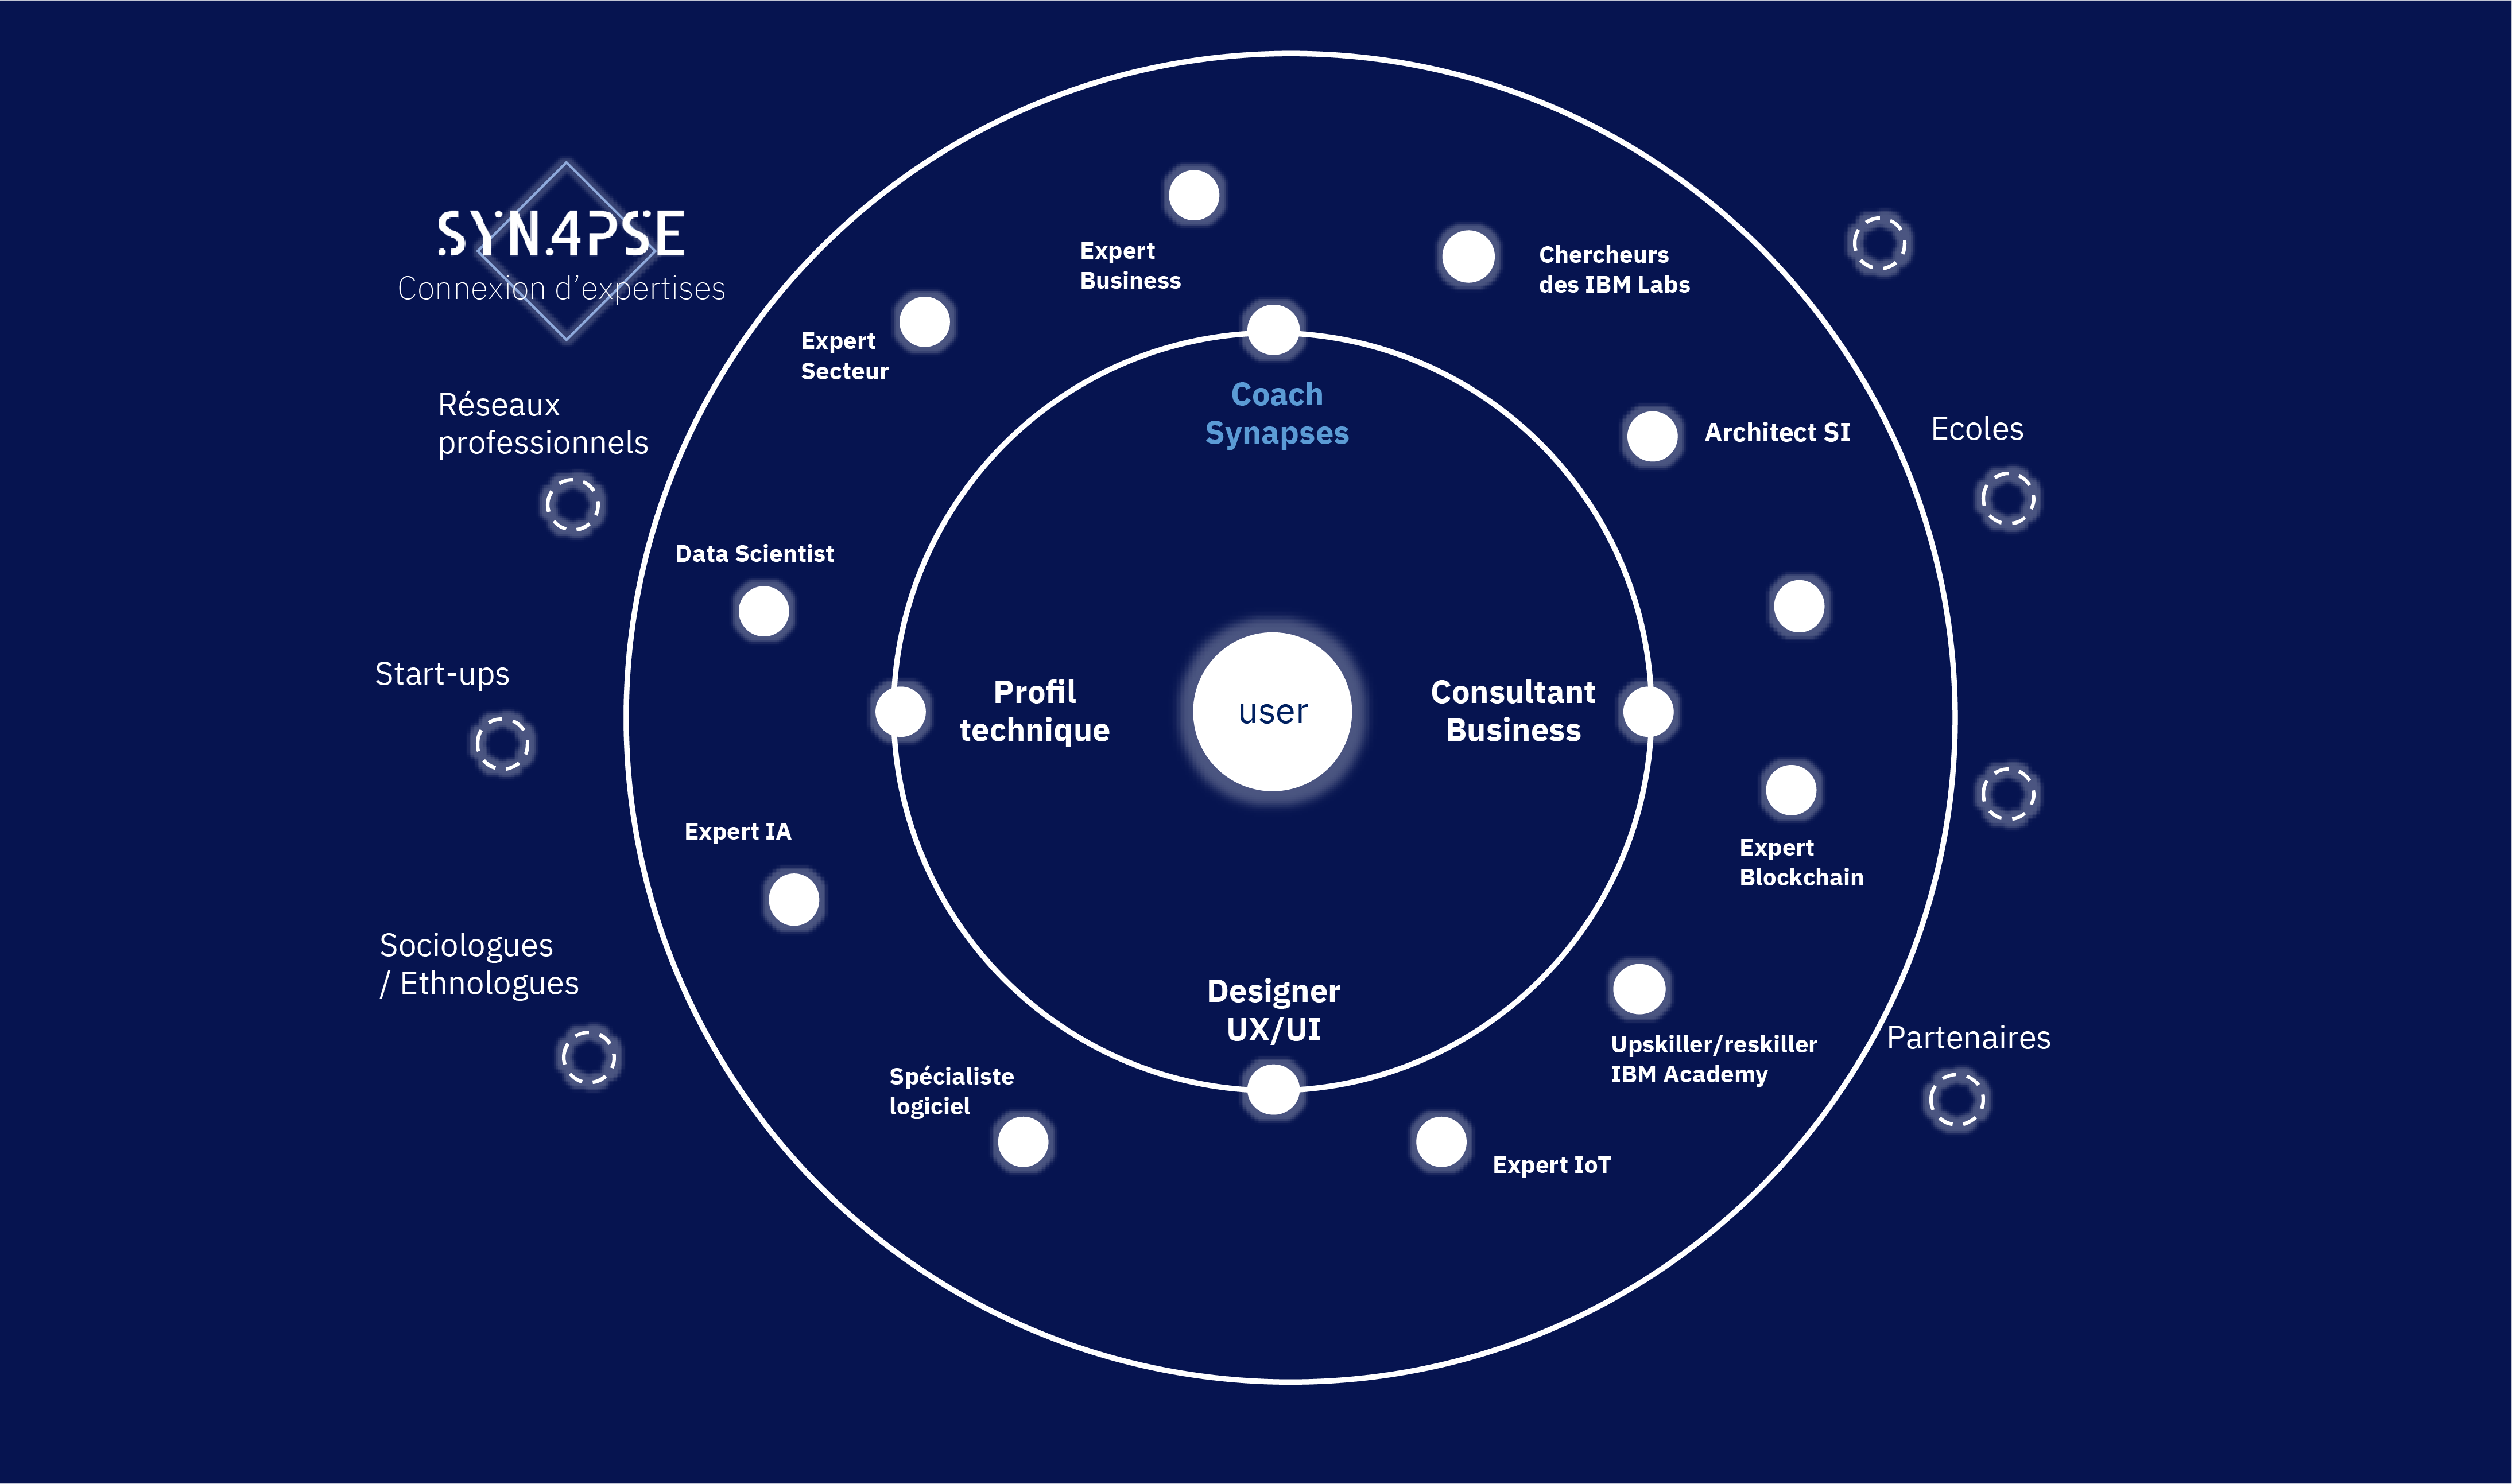 SYN4PSE
Connexion d’expertises
Réseaux
professionnels
Start-ups
Sociologues
/ Ethnologues
Expert
Business
Chercheurs
des IBM Labs
Expert
Secteur
Coach
Synapses
Architect SI
Ecoles
Data Scientist
Profil
technique
user
Consultant
Business
Expert IA
Expert
Blockchain
Designer
UX/UI
Upskiller/reskiller
IBM Academy
Partenaires
Spécialiste
logiciel
Expert IoT